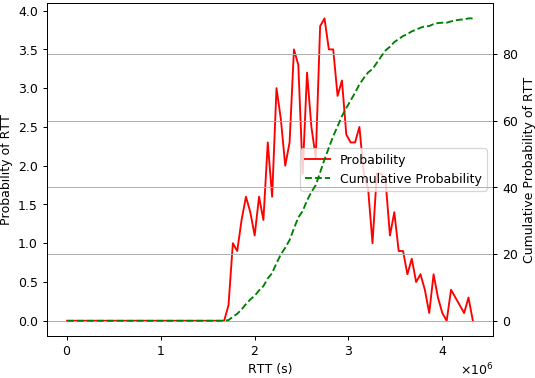 4.0
3.5
3.0
2.5
2.0
1.5
1.0
0.5
0.0
Probability of RTT
80
60
40
20
0
Cumulative Probability of RTT
Probability
Cumulative Probability
0 1 2 3 4
RTT (s)
×10⁶